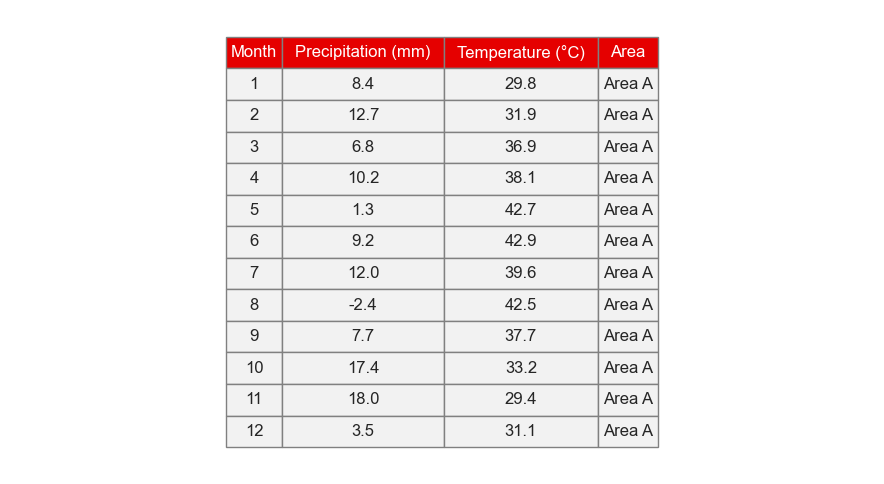 Month Precipitation (mm) Temperature (°C) Area
1 8.4 29.8 Area A
2 12.7 31.9 Area A
3 6.8 36.9 Area A
4 10.2 38.1 Area A
5 1.3 42.7 Area A
6 9.2 42.9 Area A
7 12.0 39.6 Area A
8 -2.4 42.5 Area A
9 7.7 37.7 Area A
10 17.4 33.2 Area A
11 18.0 29.4 Area A
12 3.5 31.1 Area A